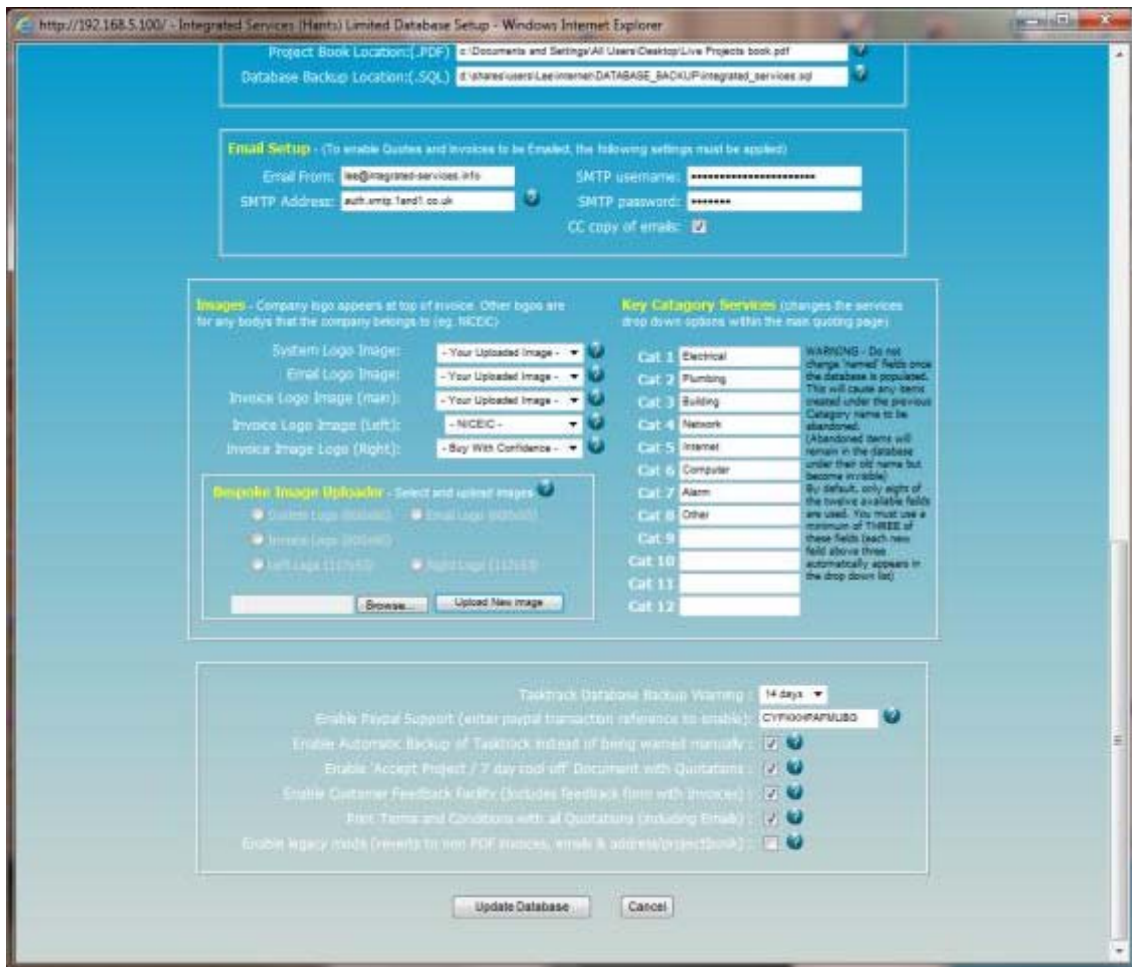 http://192.168.5.100/ - Integrated Services (Hants) Limited Database Setup - Windows Internet Explorer
Project Book Location:(.PDF) c:\Documents and Settings\All Users\Desktop\Live Projects book.pdf
Database Backup Location:(.SQL) d:\shares\users\Lee\internet\DATABASE_BACKUP\integrated_services.sql
Email Setup - (To enable Quotes and Invoices to be Emailed, the following settings must be applied)
Email From: lee@integrated-services.info
SMTP username:
SMTP Address: auth.smtp.1and1.co.uk
SMTP password:
CC copy of emails:
Images - Company logo appears at top of invoice. Other logos are
for any bodys that the company belongs to (eg. NICEIC)
System Logo Image: - Your Uploaded Image -
Email Logo Image: - Your Uploaded Image -
Invoice Logo Image (main): - Your Uploaded Image -
Invoice Logo Image (Left): - NICEIC -
Invoice Image Logo (Right): - Buy With Confidence -
Bespoke Image Uploader - Select and upload images
System Logo
Email Logo
Invoice Logo
Left Logo
Right Logo
Browse...
Upload New image
Key Catagory Services (changes the services
drop down options within the main quoting page)
Cat 1 Electrical
Cat 2 Plumbing
Cat 3 Building
Cat 4 Network
Cat 5 Internet
Cat 6 Computer
Cat 7 Alarm
Cat 8 Other
Cat 9
Cat 10
Cat 11
Cat 12
WARNING - Do not
change 'named' fields once
the database is populated.
This will cause any items
created under the previous
Category name to be
abandoned.
(Abandoned items will
remain in the database
under their old name but
become invisible)
By default, only eight of
the twelve available feilds
are used. You must use a
minimum of THREE of
these fields (each new
feild above three
automatically appears in
the drop down list)
Tasktrack Database Backup Warning : 14 days
Enable Paypal Support (enter paypal transaction reference to enable):
Enable Automatic Backup of Tasktrack instead of being warned manually :
Enable 'Accept Project / 7 day cool off' Document with Quotations :
Enable Customer Feedback Facility (Includes feedback form with Invoices) :
Print Terms and Conditions with all Quotations (including Emails) :
Enable legacy mode (reverts to non PDF invoices, emails & address/projectbook) :
Update Database
Cancel